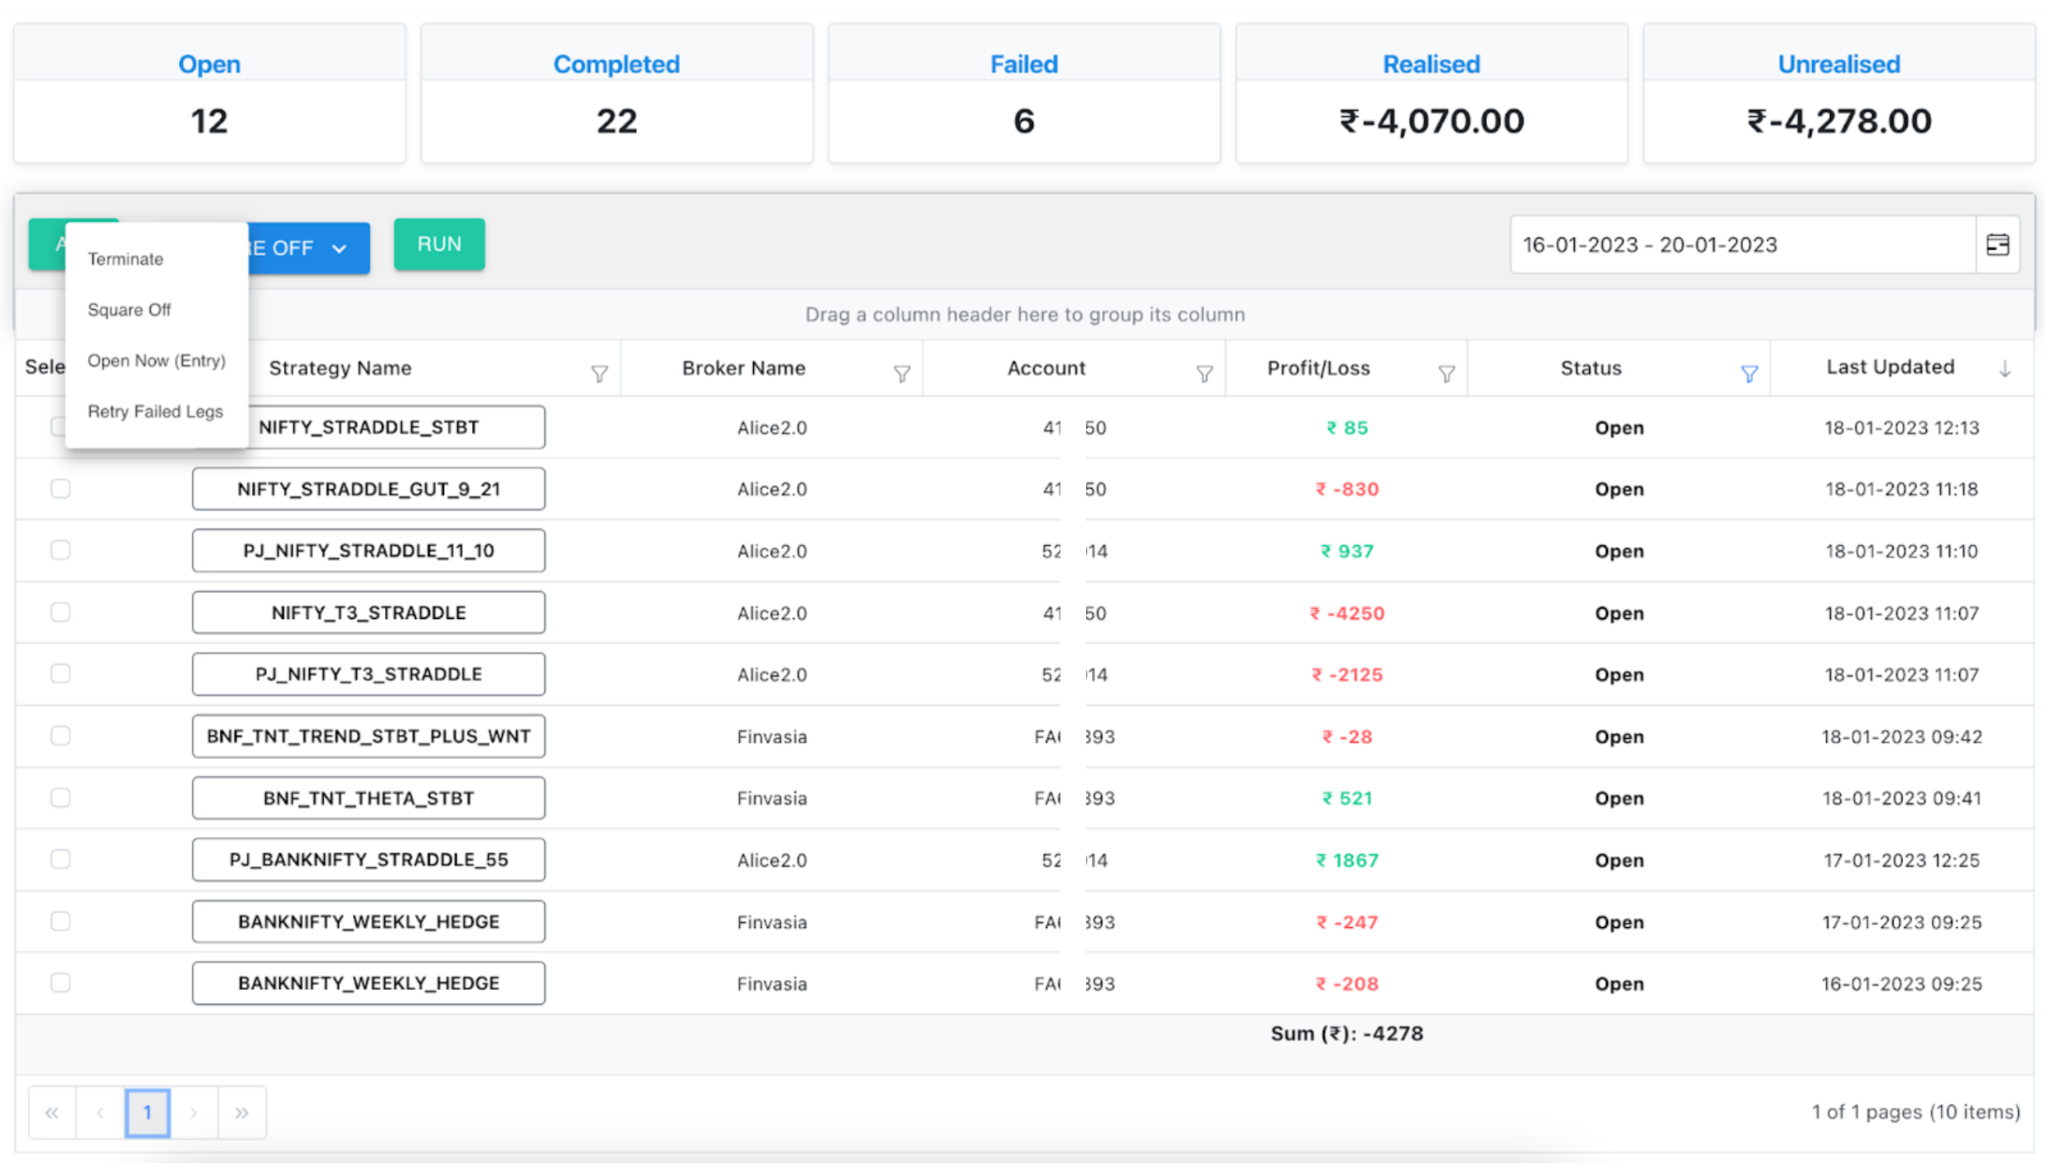 Open Completed Failed Realised Unrealised
12 22 6 ₹-4,070.00 ₹-4,278.00
RE OFF RUN 16-01-2023 - 20-01-2023
Terminate
Square Off
Open Now (Entry)
Retry Failed Legs
Drag a column header here to group its column
Strategy Name Broker Name Account Profit/Loss Status Last Updated
NIFTY_STRADDLE_STBT Alice2.0 41 50 ₹ 85 Open 18-01-2023 12:13
NIFTY_STRADDLE_GUT_9_21 Alice2.0 41 50 ₹ -830 Open 18-01-2023 11:18
PJ_NIFTY_STRADDLE_11_10 Alice2.0 52 14 ₹ 937 Open 18-01-2023 11:10
NIFTY_T3_STRADDLE Alice2.0 41 50 ₹ -4250 Open 18-01-2023 11:07
PJ_NIFTY_T3_STRADDLE Alice2.0 52 14 ₹ -2125 Open 18-01-2023 11:07
BNF_TNT_TREND_STBT_PLUS_WNT Finvasia FA 393 ₹ -28 Open 18-01-2023 09:42
BNF_TNT_THETA_STBT Finvasia FA 393 ₹ 521 Open 18-01-2023 09:41
PJ_BANKNIFTY_STRADDLE_55 Alice2.0 52 14 ₹ 1867 Open 17-01-2023 12:25
BANKNIFTY_WEEKLY_HEDGE Finvasia FA 393 ₹ -247 Open 17-01-2023 09:25
BANKNIFTY_WEEKLY_HEDGE Finvasia FA 393 ₹ -208 Open 16-01-2023 09:25
Sum (₹): -4278
1 1 of 1 pages (10 items)